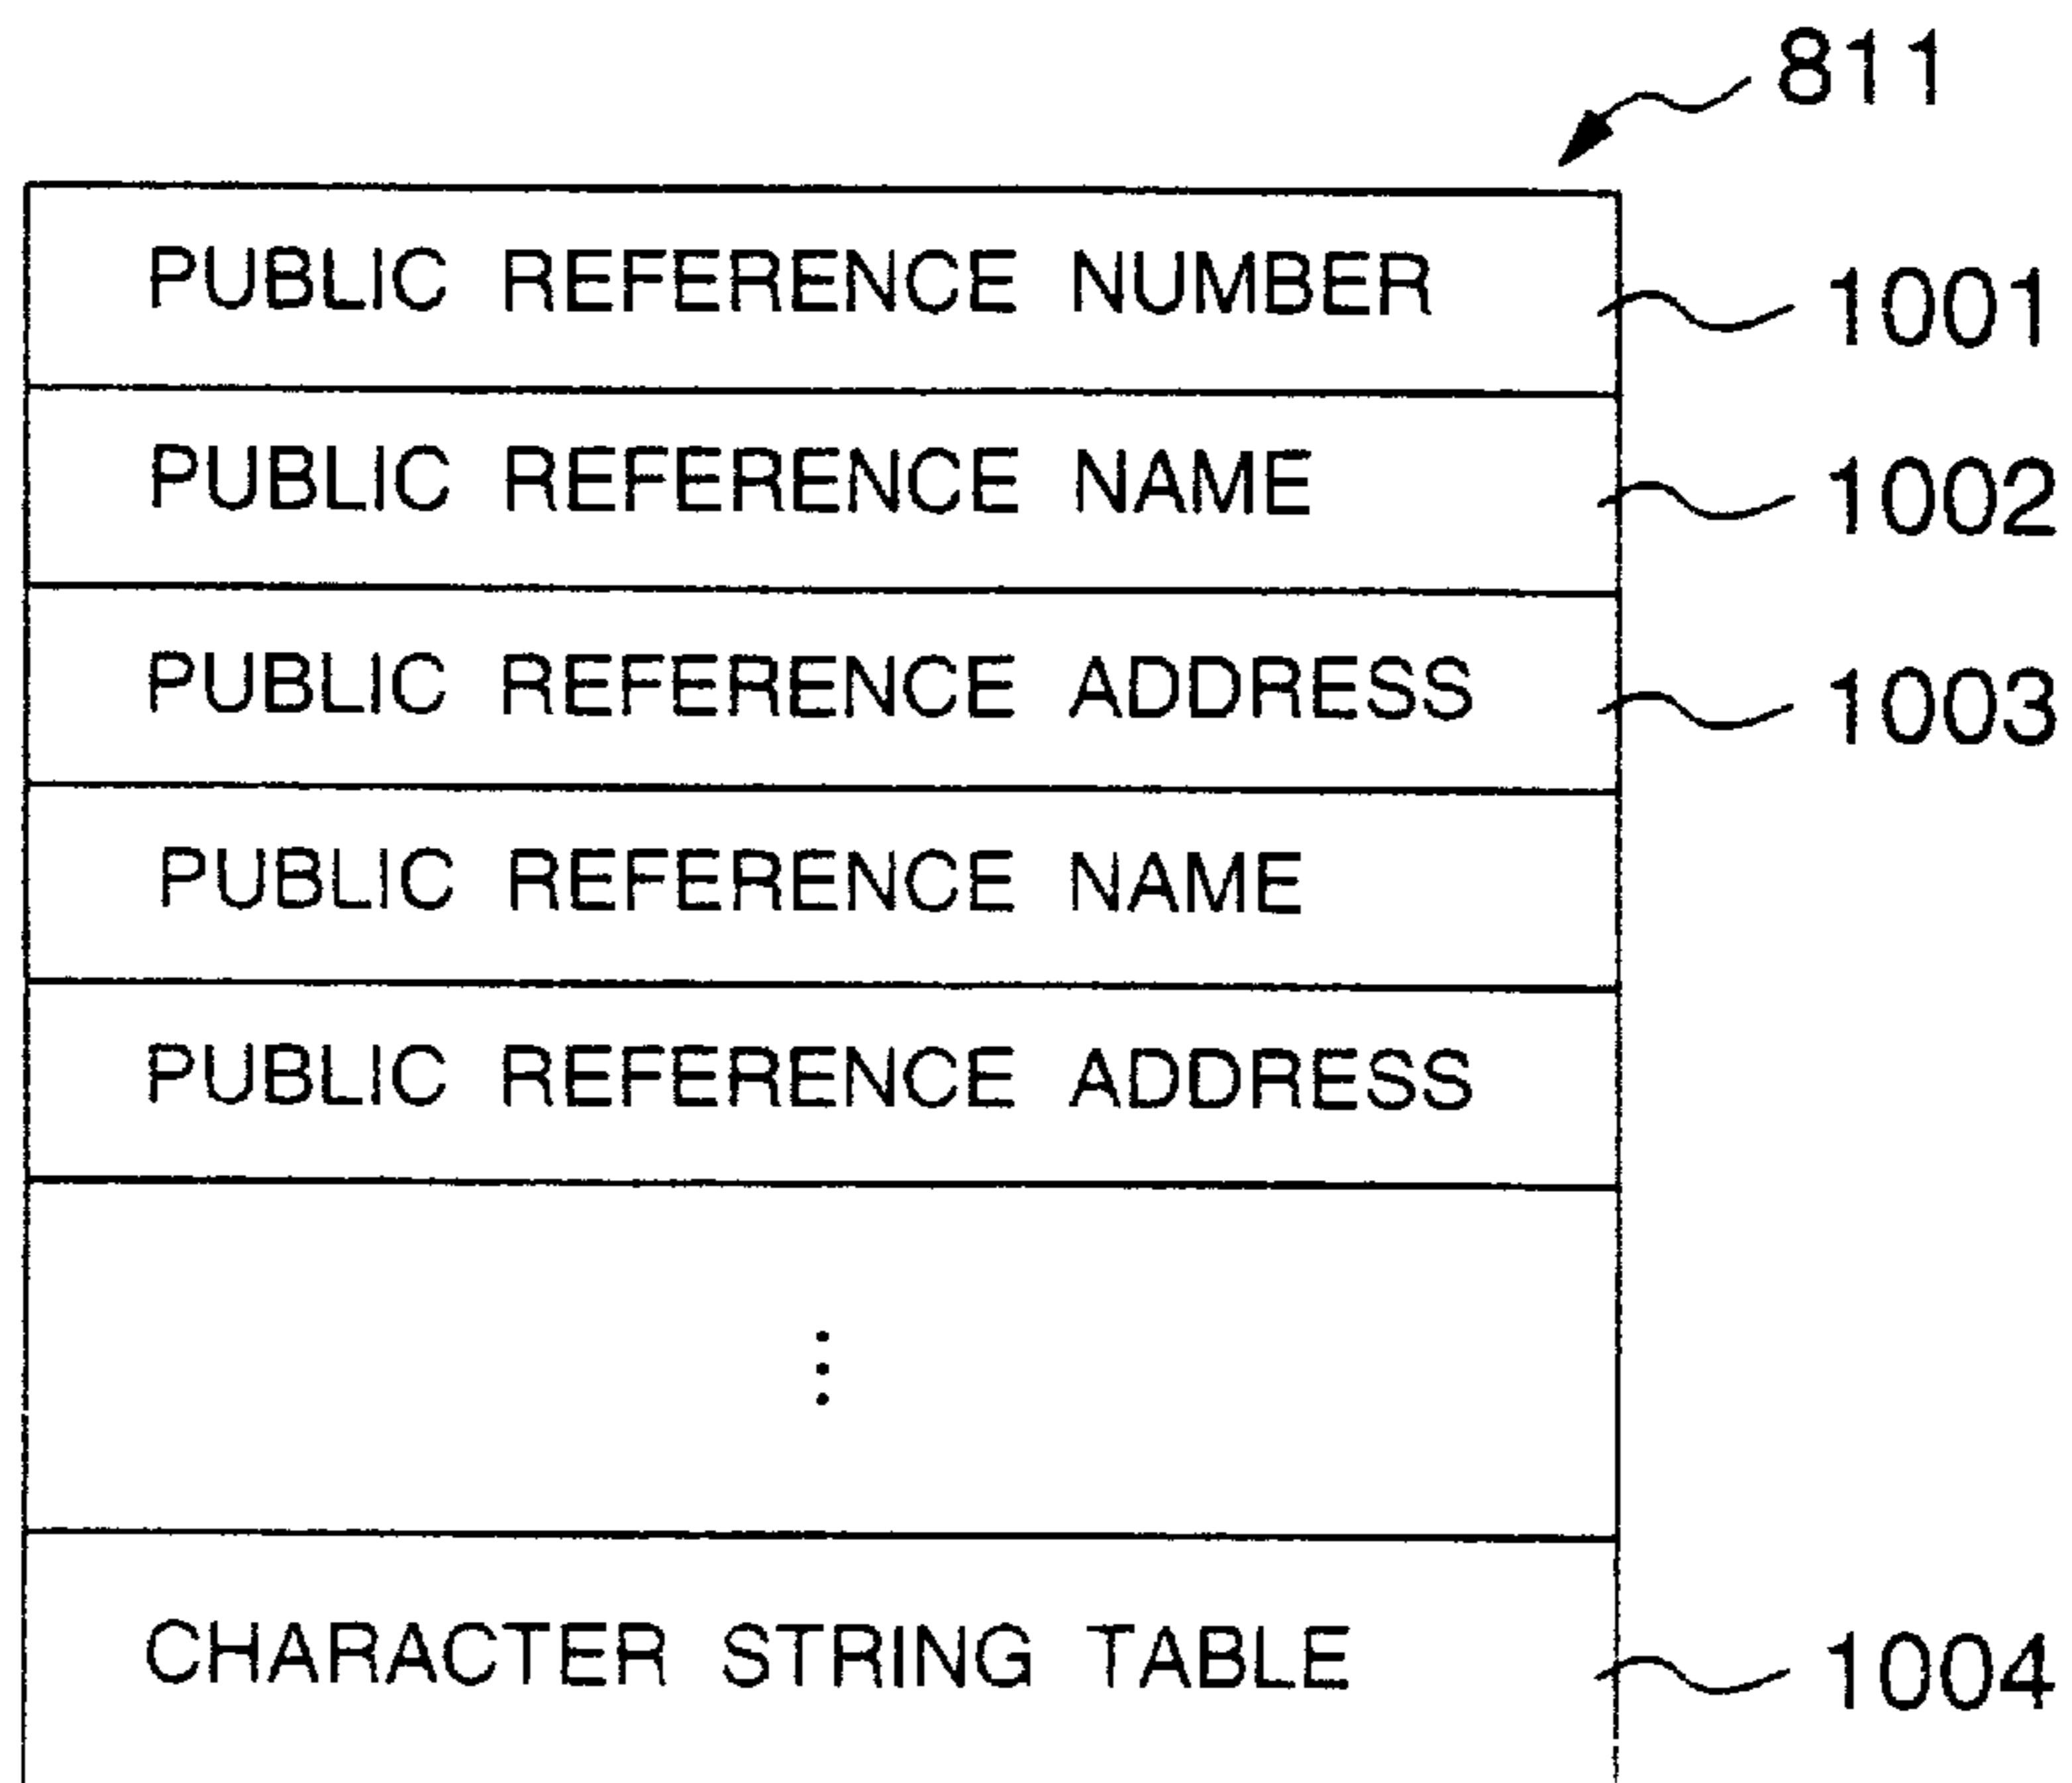 811
PUBLIC REFERENCE NUMBER 1001
PUBLIC REFERENCE NAME 1002
PUBLIC REFERENCE ADDRESS 1003
PUBLIC REFERENCE NAME
PUBLIC REFERENCE ADDRESS
⋮
CHARACTER STRING TABLE 1004